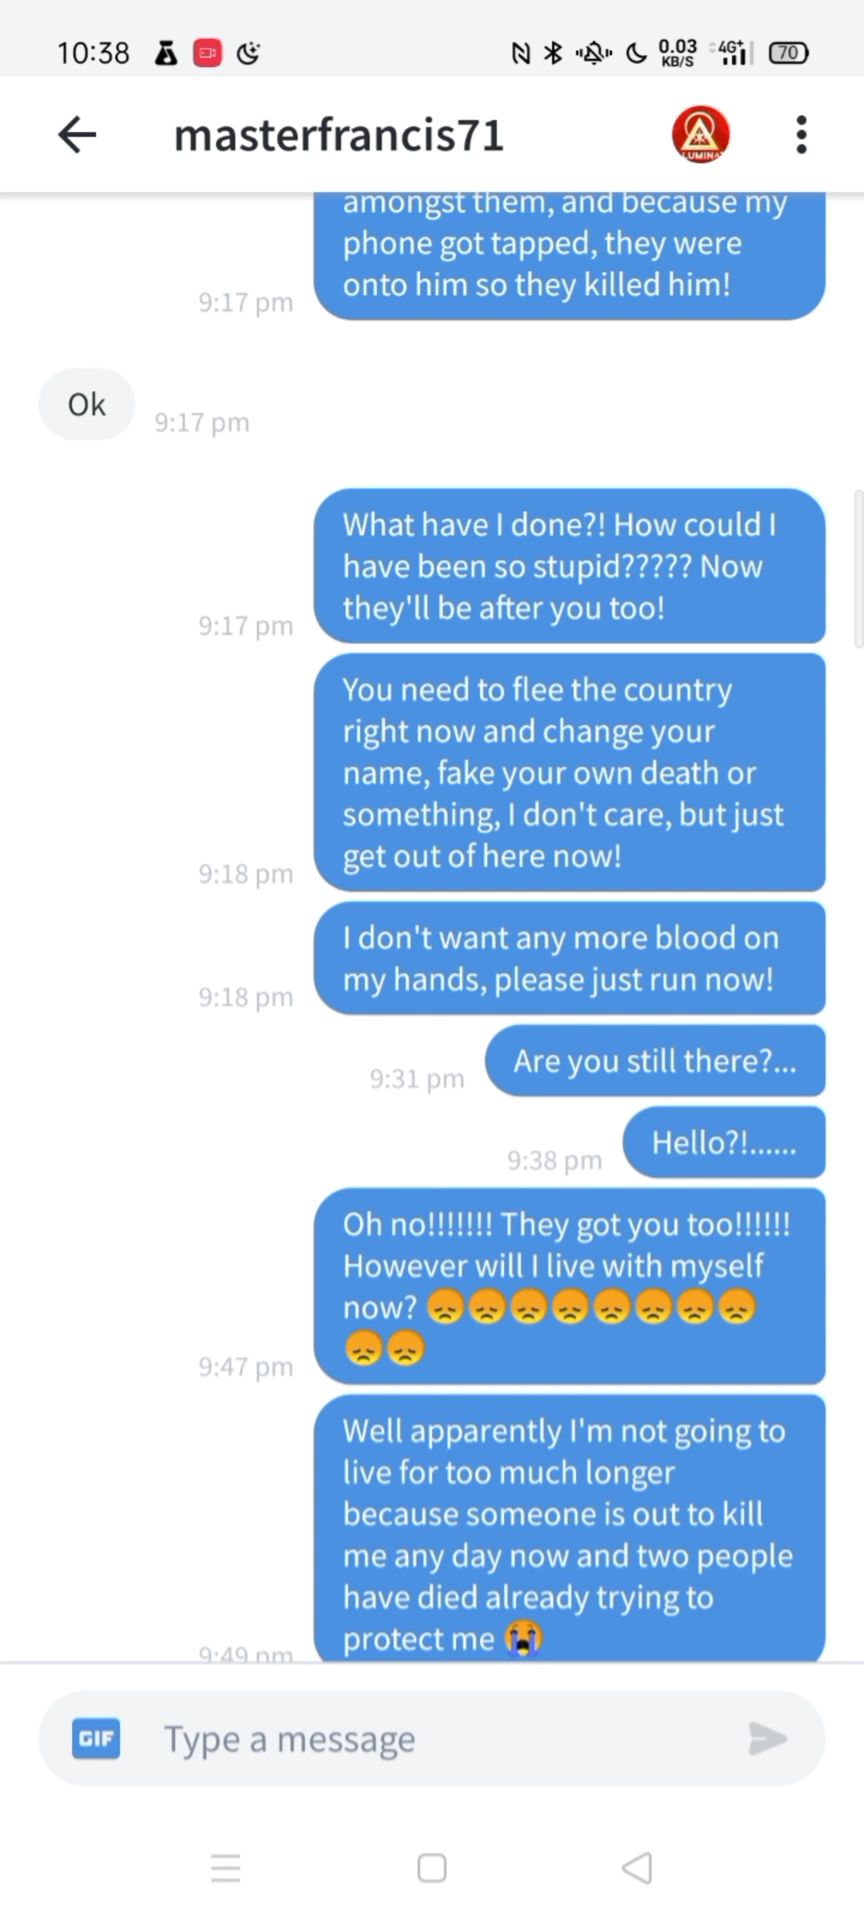 10:38 0.03 KB/S 4G+ 70
masterfrancis71
LUMINA
amongst them, and because my
phone got tapped, they were
onto him so they killed him!
9:17 pm
Ok
9:17 pm
What have I done?! How could I
have been so stupid????? Now
they'll be after you too!
9:17 pm
You need to flee the country
right now and change your
name, fake your own death or
something, I don't care, but just
get out of here now!
9:18 pm
I don't want any more blood on
my hands, please just run now!
9:18 pm
Are you still there?...
9:31 pm
Hello?!......
9:38 pm
Oh no!!!!!!! They got you too!!!!!!
However will I live with myself
now? 😞😞😞😞😞😞😞😞
😞😞
9:47 pm
Well apparently I'm not going to
live for too much longer
because someone is out to kill
me any day now and two people
have died already trying to
protect me 😭
9:49 pm
GIF Type a message